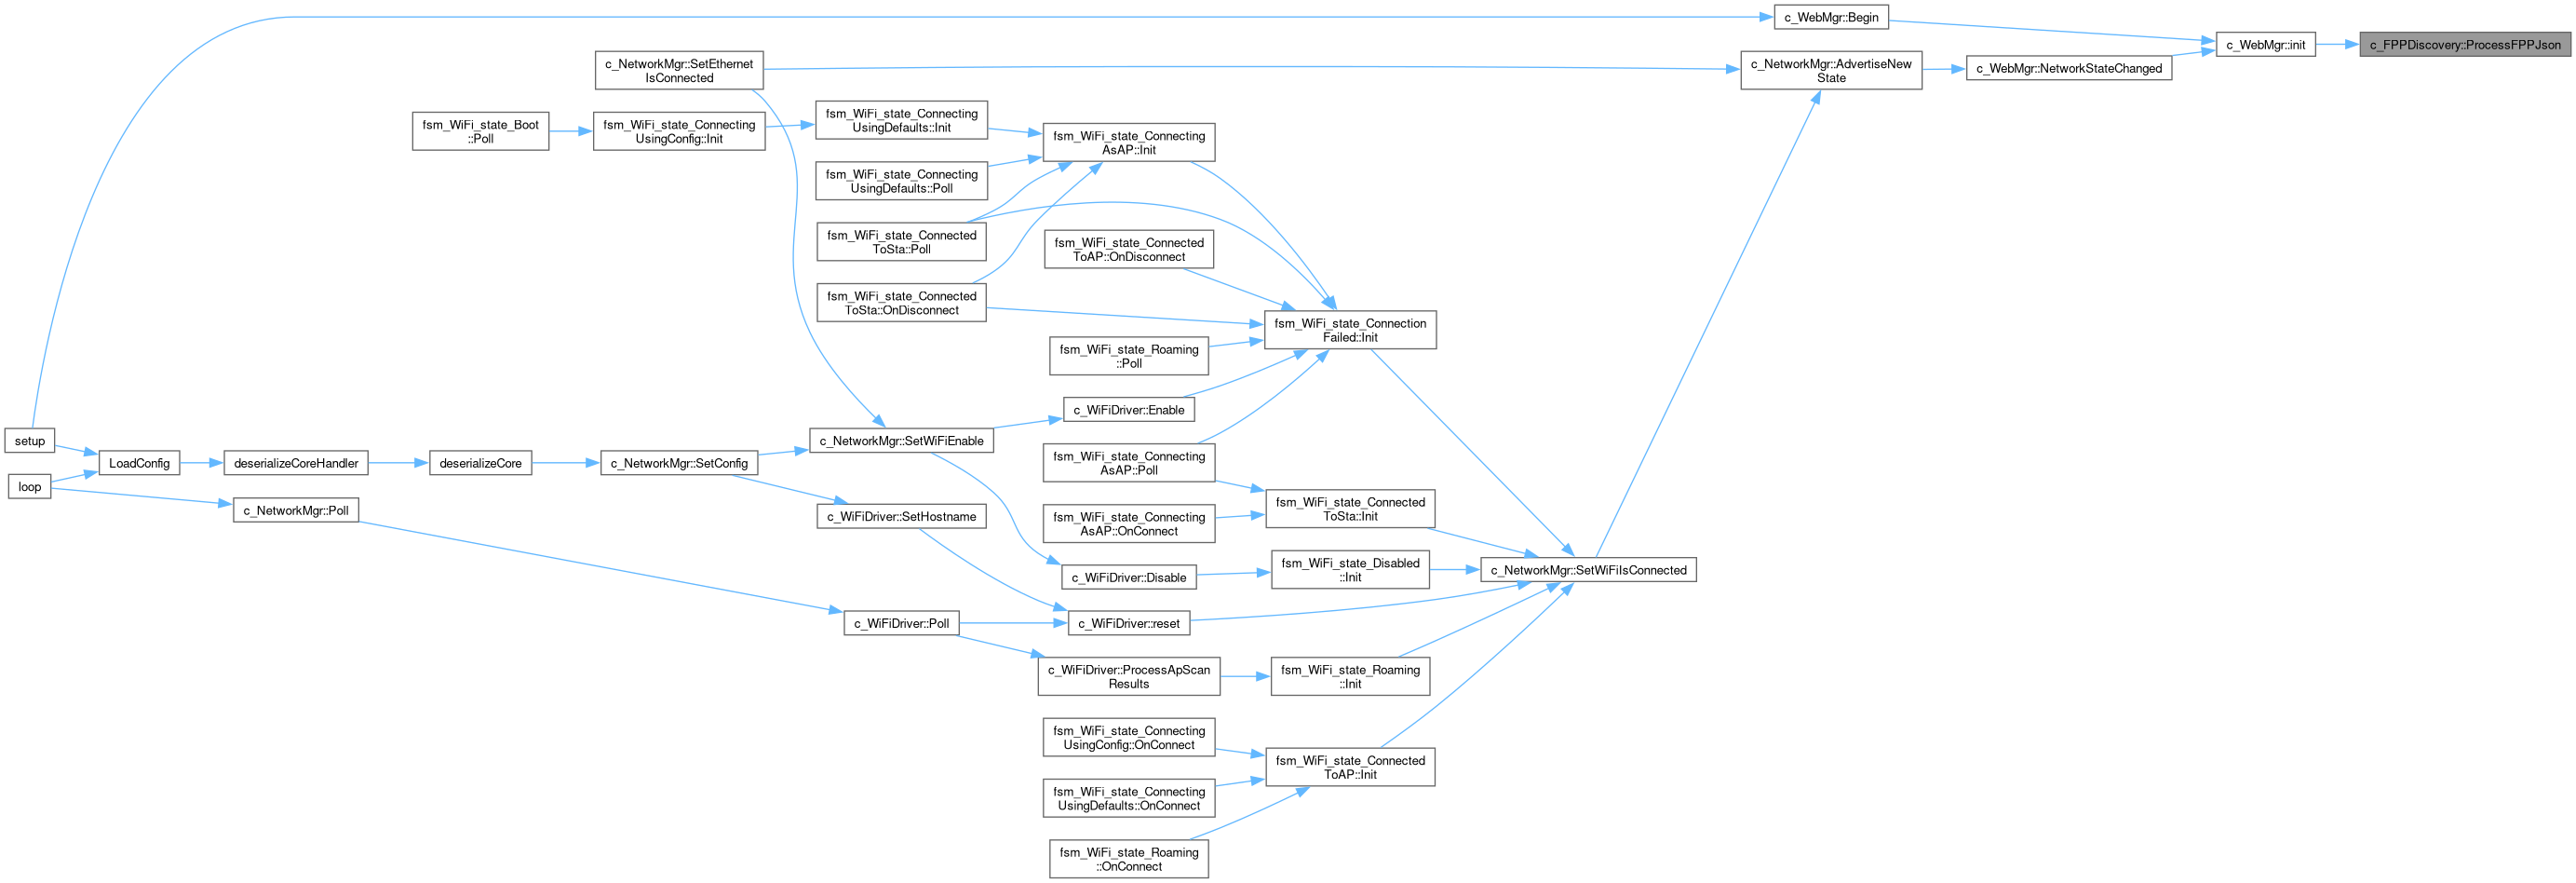 c_WebMgr::Begin
c_FPPDiscovery::ProcessFPPJson
c_WebMgr::init
c_NetworkMgr::SetEthernet
IsConnected
c_NetworkMgr::AdvertiseNew
State
c_WebMgr::NetworkStateChanged
fsm_WiFi_state_Boot
::Poll
fsm_WiFi_state_Connecting
UsingConfig::Init
fsm_WiFi_state_Connecting
UsingDefaults::Init
fsm_WiFi_state_Connecting
AsAP::Init
fsm_WiFi_state_Connecting
UsingDefaults::Poll
fsm_WiFi_state_Connected
ToSta::Poll
fsm_WiFi_state_Connected
ToAP::OnDisconnect
fsm_WiFi_state_Connected
ToSta::OnDisconnect
fsm_WiFi_state_Connection
Failed::Init
fsm_WiFi_state_Roaming
::Poll
c_WiFiDriver::Enable
setup
c_NetworkMgr::SetWiFiEnable
LoadConfig
deserializeCoreHandler
deserializeCore
c_NetworkMgr::SetConfig
fsm_WiFi_state_Connecting
AsAP::Poll
loop
c_NetworkMgr::Poll
c_WiFiDriver::SetHostname
fsm_WiFi_state_Connecting
AsAP::OnConnect
fsm_WiFi_state_Connected
ToSta::Init
c_WiFiDriver::Disable
fsm_WiFi_state_Disabled
::Init
c_NetworkMgr::SetWiFiIsConnected
c_WiFiDriver::Poll
c_WiFiDriver::reset
c_WiFiDriver::ProcessApScan
Results
fsm_WiFi_state_Roaming
::Init
fsm_WiFi_state_Connecting
UsingConfig::OnConnect
fsm_WiFi_state_Connected
ToAP::Init
fsm_WiFi_state_Connecting
UsingDefaults::OnConnect
fsm_WiFi_state_Roaming
::OnConnect